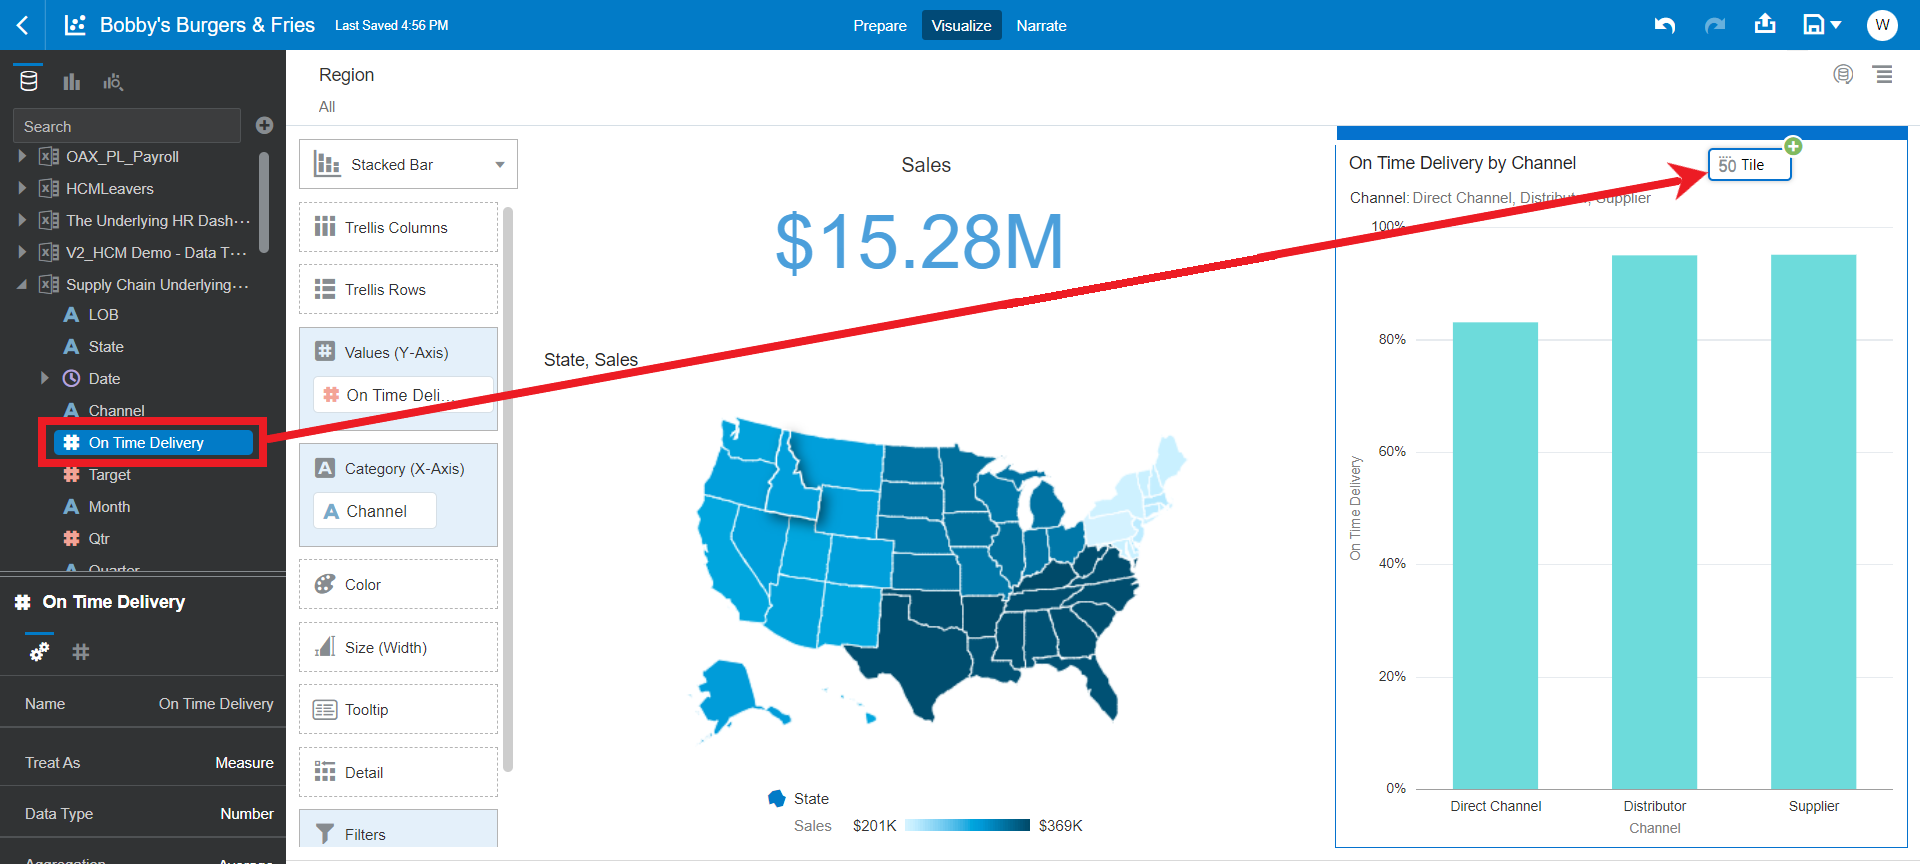 Bobby's Burgers & Fries
Last Saved 4:56 PM
Prepare
Visualize
Narrate
W
Search
OAX_PL_Payroll
HCMLeavers
The Underlying HR Dash...
V2_HCM Demo - Data T...
Supply Chain Underlying...
A LOB
A State
Date
A Channel
# On Time Delivery
# Target
A Month
# Qtr
A Quarter
# On Time Delivery
#
Name
On Time Delivery
Treat As
Measure
Data Type
Number
Aggregation
Average
Region
All
Stacked Bar
Trellis Columns
Trellis Rows
# Values (Y-Axis)
# On Time Deli...
A Category (X-Axis)
A Channel
Color
Size (Width)
Tooltip
Detail
Filters
Sales
$15.28M
State, Sales
State
Sales $201K $369K
On Time Delivery by Channel
50 Tile
Channel: Direct Channel, Distributor, Supplier
100%
80%
60%
40%
20%
0%
On Time Delivery
Direct Channel
Distributor
Supplier
Channel